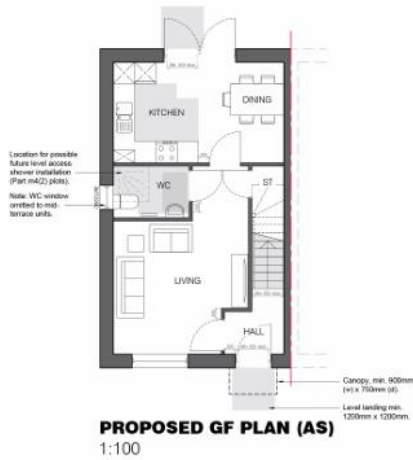 KITCHEN
DINING
Location for possible
future level access
shower installation
(Part m4(2) plots).
Note: WC window
omitted to mid-
terrace units.
WC
ST
LIVING
HALL
Canopy, min. 900mm
(w) x 750mm (d).
Level landing min.
1200mm x 1200mm.
PROPOSED GF PLAN (AS)
1:100